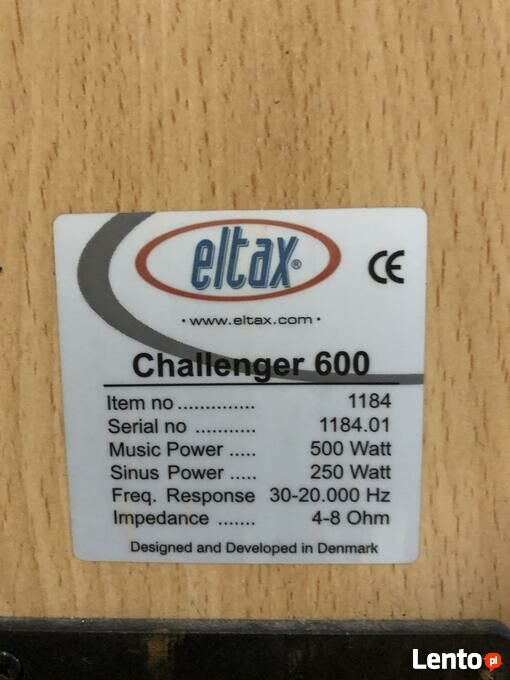 eltax®
CE
• www.eltax.com •
Challenger 600
Item no .............. 1184
Serial no ........... 1184.01
Music Power ..... 500 Watt
Sinus Power ..... 250 Watt
Freq. Response 30-20.000 Hz
Impedance ....... 4-8 Ohm
Designed and Developed in Denmark
Lento pl